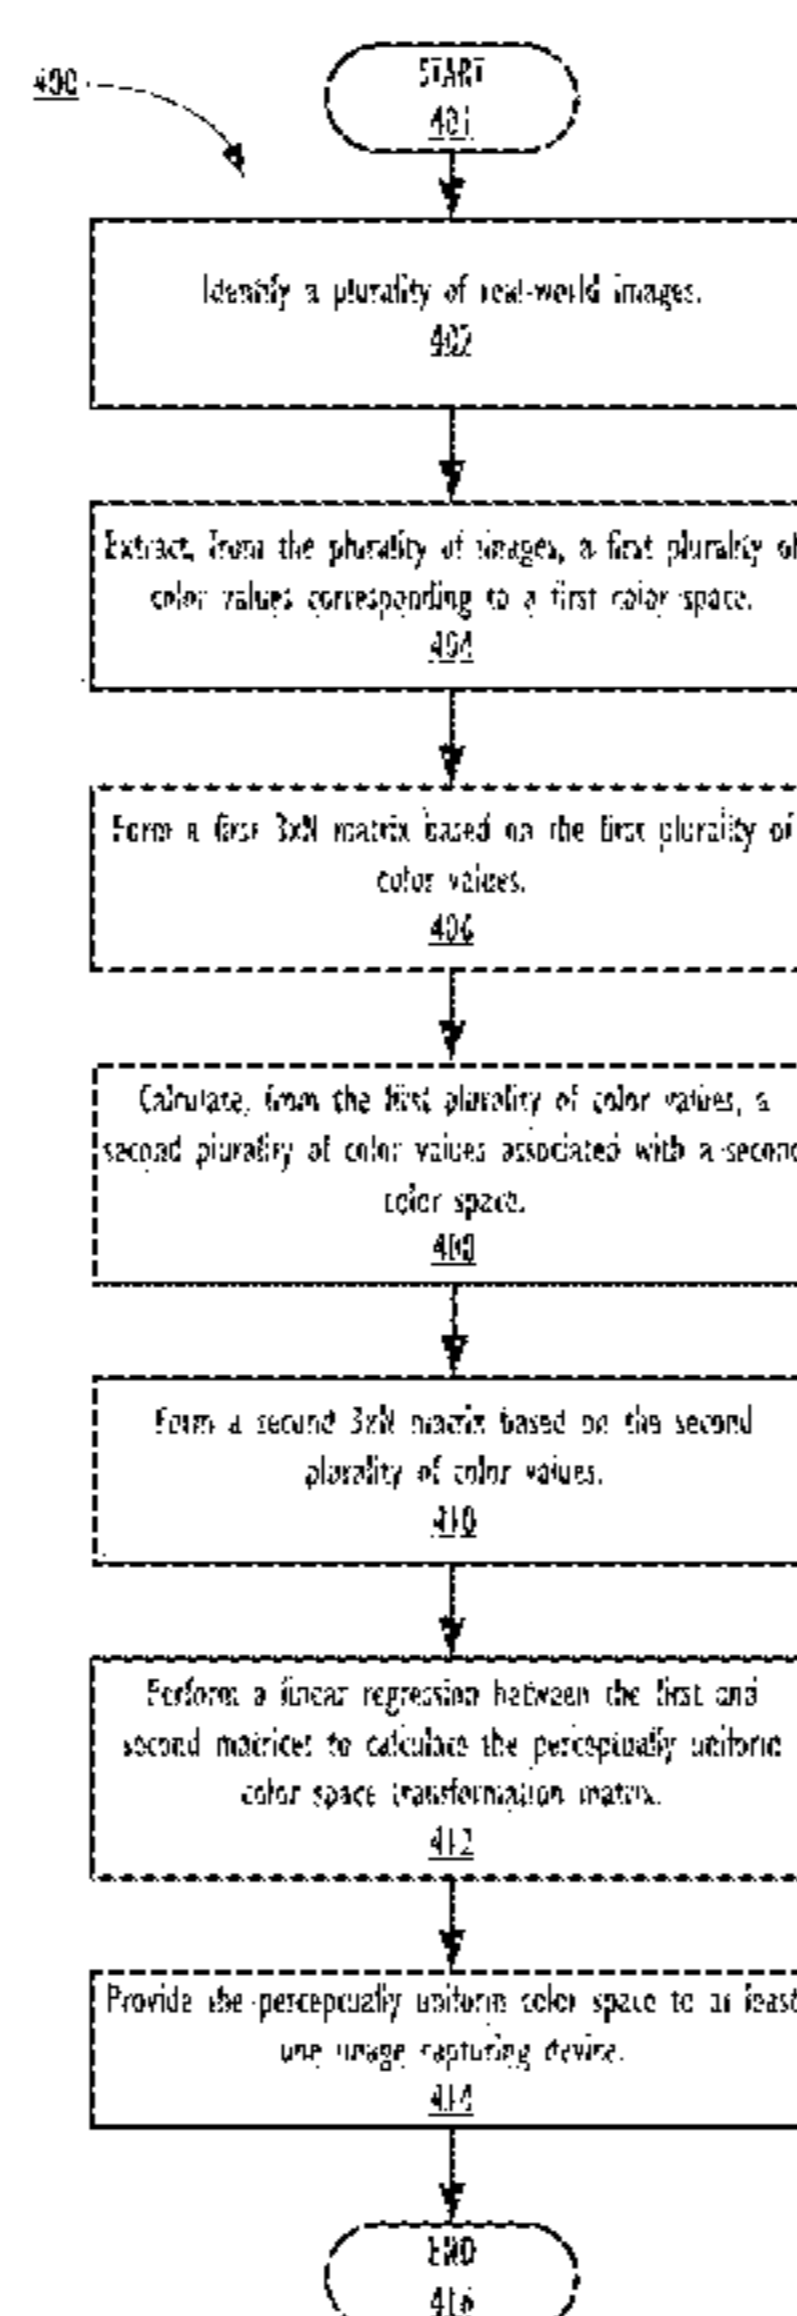 400
START
401
Identify a plurality of real-world images.
402
Extract, from the plurality of images, a first plurality of
color values corresponding to a first color space.
404
Form a first 3xN matrix based on the first plurality of
color values.
406
Calculate, from the first plurality of color values, a
second plurality of color values associated with a second
color space.
408
Form a second 3xN matrix based on the second
plurality of color values.
410
Perform a linear regression between the first and
second matrices to calculate the perceptually uniform
color space transformation matrix.
412
Provide the perceptually uniform color space to at least
one image capturing device.
414
END
416